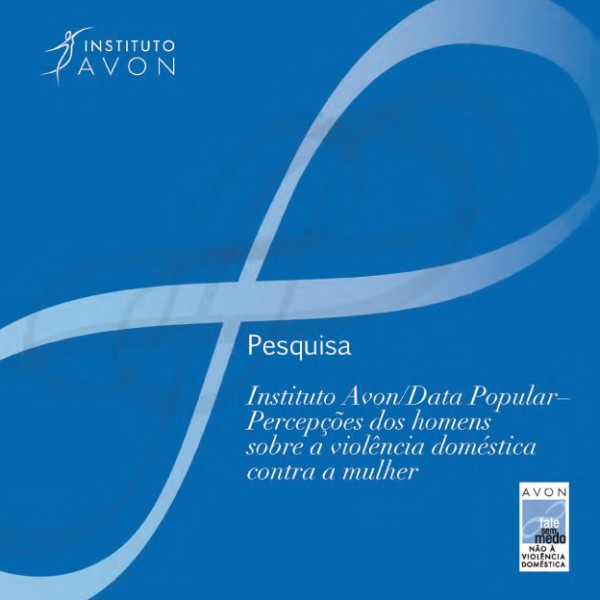 INSTITUTO
AVON
Pesquisa
Instituto Avon/Data Popular–
Percepções dos homens
sobre a violência doméstica
contra a mulher
AVON
fale
sem
medo
NÃO À
VIOLÊNCIA
DOMÉSTICA